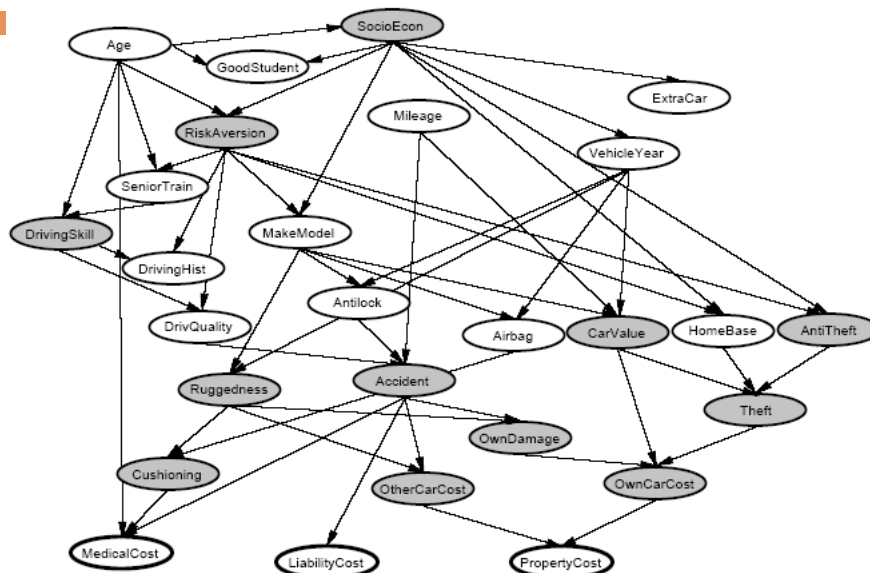 SocioEcon
Age
GoodStudent
ExtraCar
Mileage
RiskAversion
VehicleYear
SeniorTrain
DrivingSkill
MakeModel
DrivingHist
Antilock
DrivQuality
Airbag
CarValue
HomeBase
AntiTheft
Ruggedness
Accident
Theft
OwnDamage
Cushioning
OtherCarCost
OwnCarCost
MedicalCost
LiabilityCost
PropertyCost